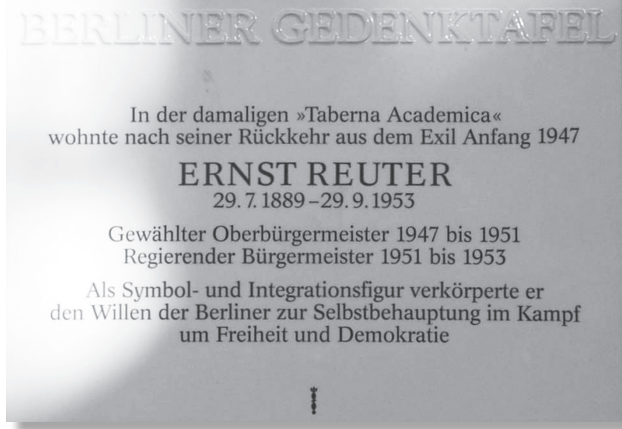 BERLINER GEDENKTAFEL
In der damaligen »Taberna Academica«
wohnte nach seiner Rückkehr aus dem Exil Anfang 1947
ERNST REUTER
29. 7. 1889 – 29. 9. 1953
Gewählter Oberbürgermeister 1947 bis 1951
Regierender Bürgermeister 1951 bis 1953
Als Symbol- und Integrationsfigur verkörperte er
den Willen der Berliner zur Selbstbehauptung im Kampf
um Freiheit und Demokratie